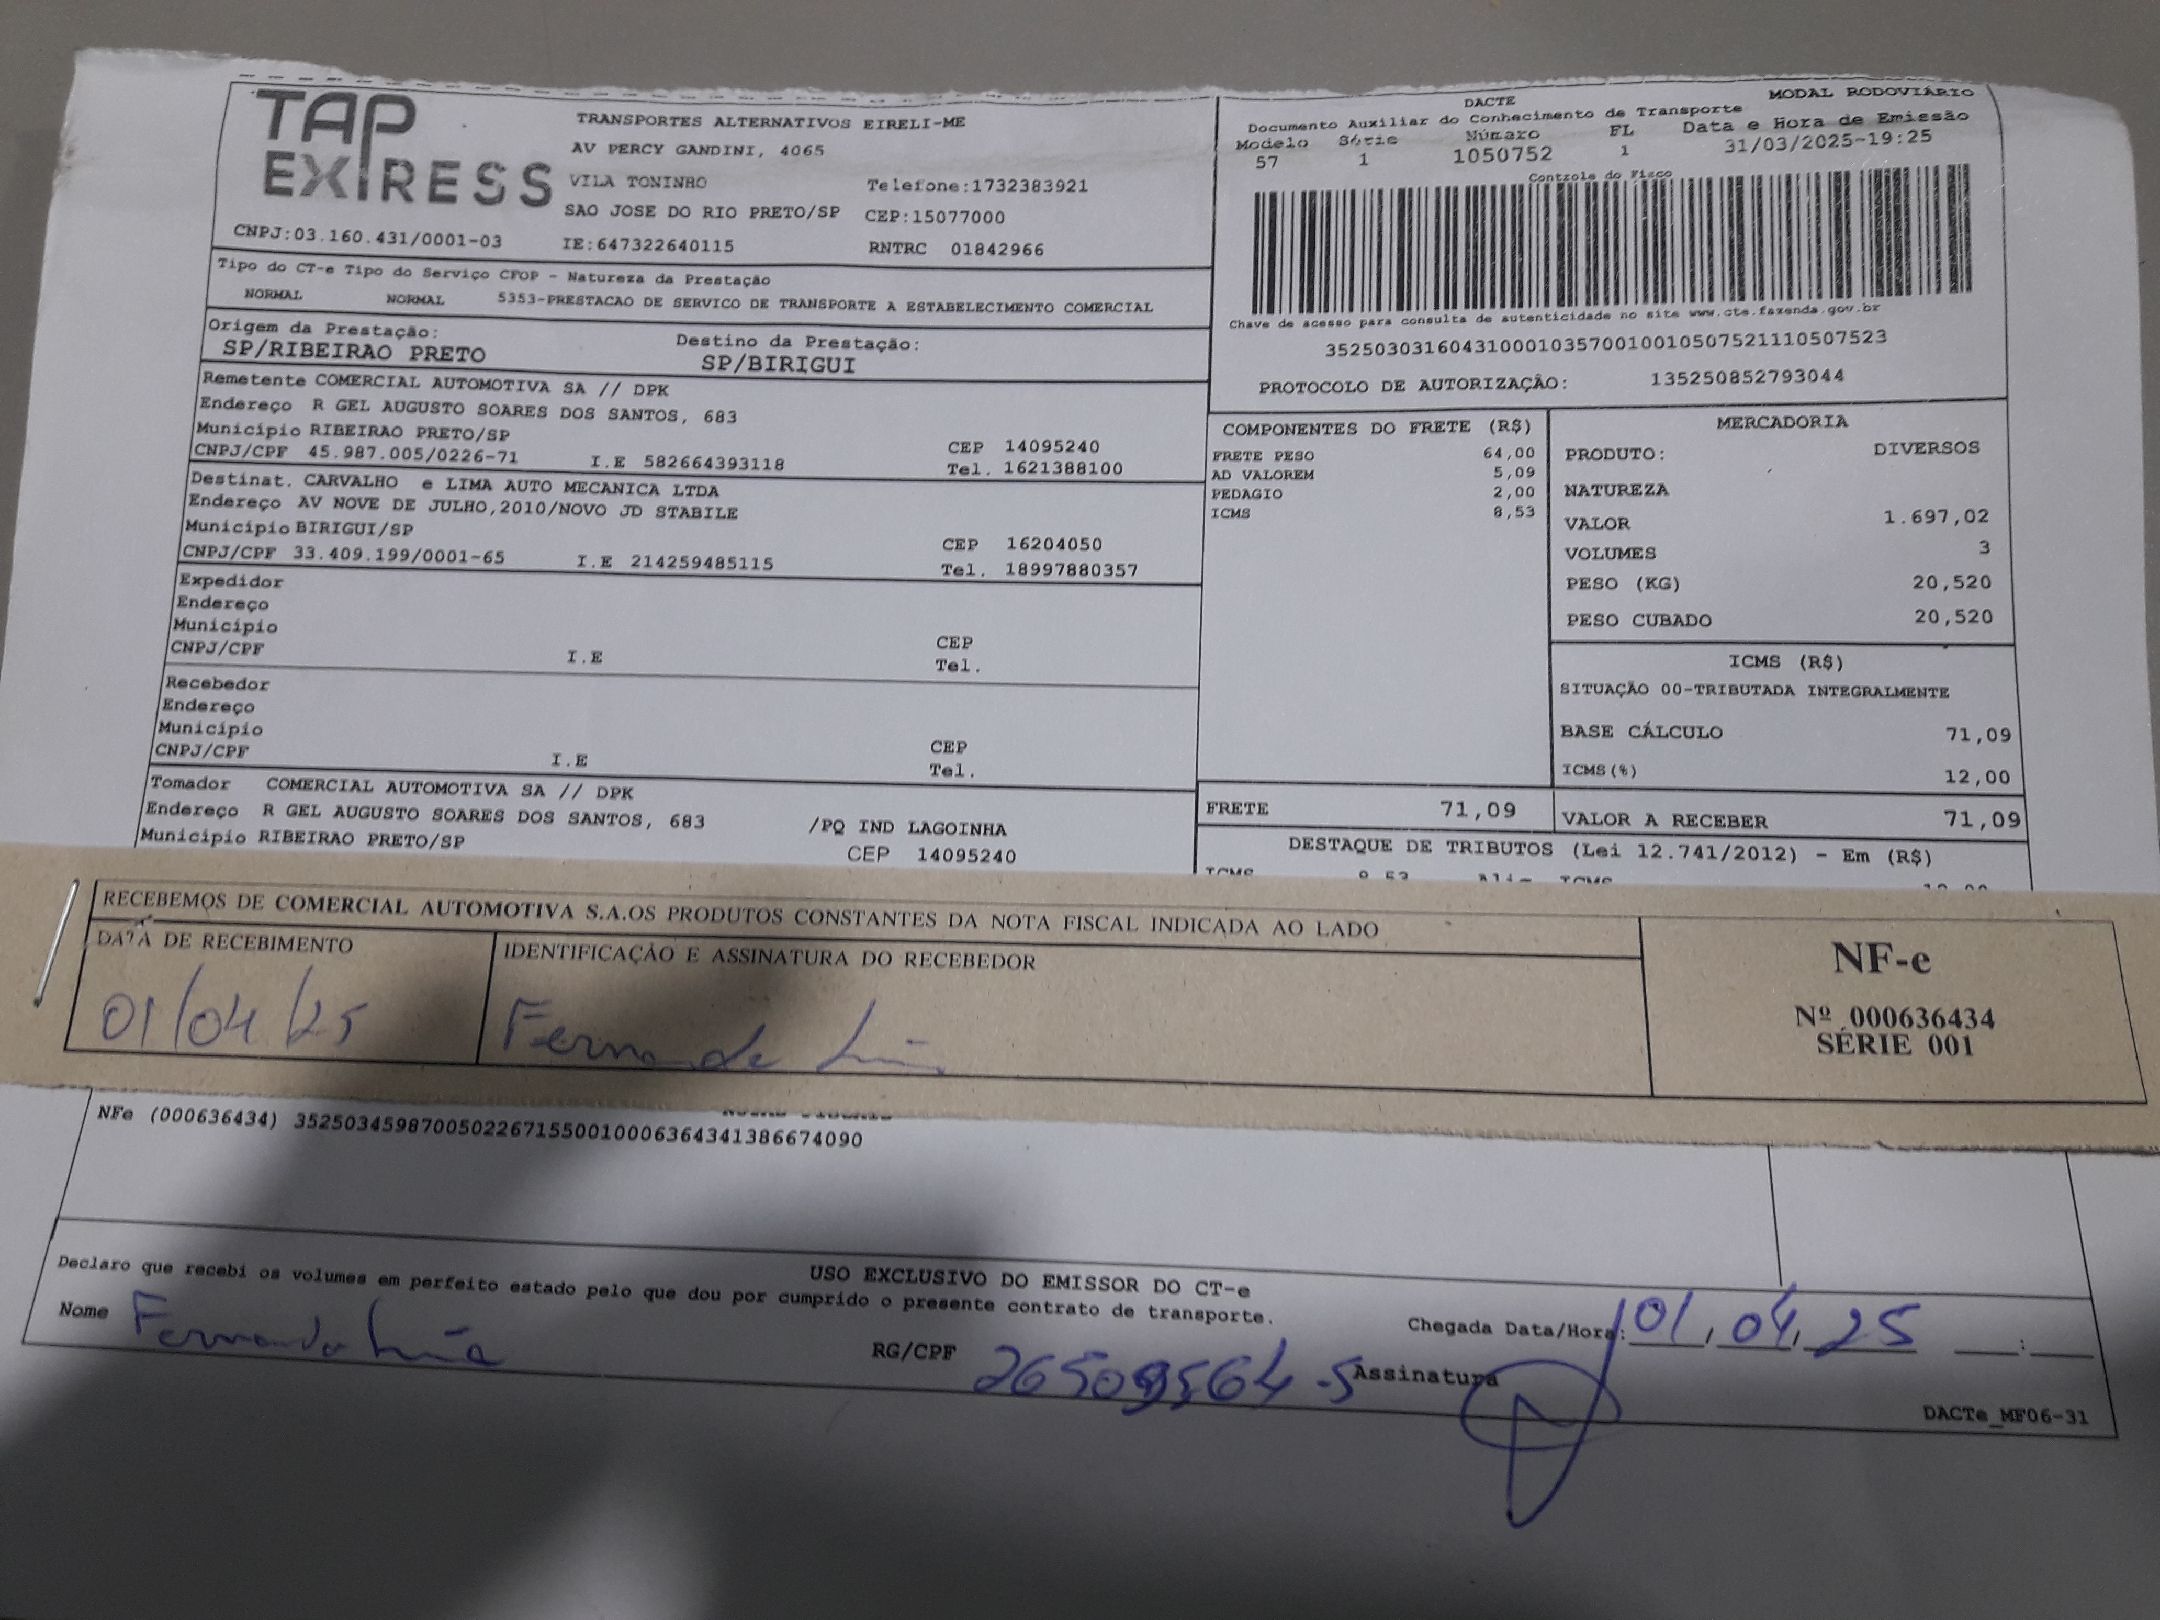 TAP EXPRESS
TRANSPORTES ALTERNATIVOS EIRELI-ME
AV PERCY GANDINI, 4065
VILA TONINHO Telefone:1732383921
SAO JOSE DO RIO PRETO/SP CEP:15077000
CNPJ:03.160.431/0001-03 IE:647322640115 RNTRC 01842966
DACTE MODAL RODOVIÁRIO
Documento Auxiliar do Conhecimento de Transporte
Modelo Série Número FL Data e Hora de Emissão
57 1 1050752 1 31/03/2025-19:25
Controle do Fisco
Chave de acesso para consulta de autenticidade no site www.cte.fazenda.gov.br
35250303160431000103570010010507521110507523
PROTOCOLO DE AUTORIZAÇÃO: 135250852793044
Tipo do CT-e Tipo do Serviço CFOP - Natureza da Prestação
NORMAL NORMAL 5353-PRESTACAO DE SERVICO DE TRANSPORTE A ESTABELECIMENTO COMERCIAL
Origem da Prestação: Destino da Prestação:
SP/RIBEIRAO PRETO SP/BIRIGUI
Remetente COMERCIAL AUTOMOTIVA SA // DPK
Endereço R GEL AUGUSTO SOARES DOS SANTOS, 683
Município RIBEIRAO PRETO/SP CEP 14095240
CNPJ/CPF 45.987.005/0226-71 I.E 582664393118 Tel. 1621388100
Destinat. CARVALHO e LIMA AUTO MECANICA LTDA
Endereço AV NOVE DE JULHO,2010/NOVO JD STABILE
Município BIRIGUI/SP CEP 16204050
CNPJ/CPF 33.409.199/0001-65 I.E 214259485115 Tel. 18997880357
Expedidor
Endereço
Município CEP
CNPJ/CPF I.E Tel.
Recebedor
Endereço
Município CEP
CNPJ/CPF I.E Tel.
Tomador COMERCIAL AUTOMOTIVA SA // DPK
Endereço R GEL AUGUSTO SOARES DOS SANTOS, 683 /PQ IND LAGOINHA
Município RIBEIRAO PRETO/SP CEP 14095240
COMPONENTES DO FRETE (R$)
FRETE PESO 64,00
AD VALOREM 5,09
PEDAGIO 2,00
ICMS 8,53
MERCADORIA
PRODUTO: DIVERSOS
NATUREZA
VALOR 1.697,02
VOLUMES 3
PESO (KG) 20,520
PESO CUBADO 20,520
ICMS (R$)
SITUAÇÃO 00-TRIBUTADA INTEGRALMENTE
BASE CÁLCULO 71,09
ICMS(%) 12,00
FRETE 71,09 VALOR A RECEBER 71,09
DESTAQUE DE TRIBUTOS (Lei 12.741/2012) - Em (R$)
RECEBEMOS DE COMERCIAL AUTOMOTIVA S.A.OS PRODUTOS CONSTANTES DA NOTA FISCAL INDICADA AO LADO
DATA DE RECEBIMENTO IDENTIFICAÇÃO E ASSINATURA DO RECEBEDOR
01/04/25
NF-e
Nº 000636434
SÉRIE 001
NFe (000636434) 35250345987005022671550010006364341386674090
USO EXCLUSIVO DO EMISSOR DO CT-e
Declaro que recebi os volumes em perfeito estado pelo que dou por cumprido o presente contrato de transporte.
Nome RG/CPF Assinatura
Chegada Data/Hora: 01, 04, 25 :
DACTe_MF06-31